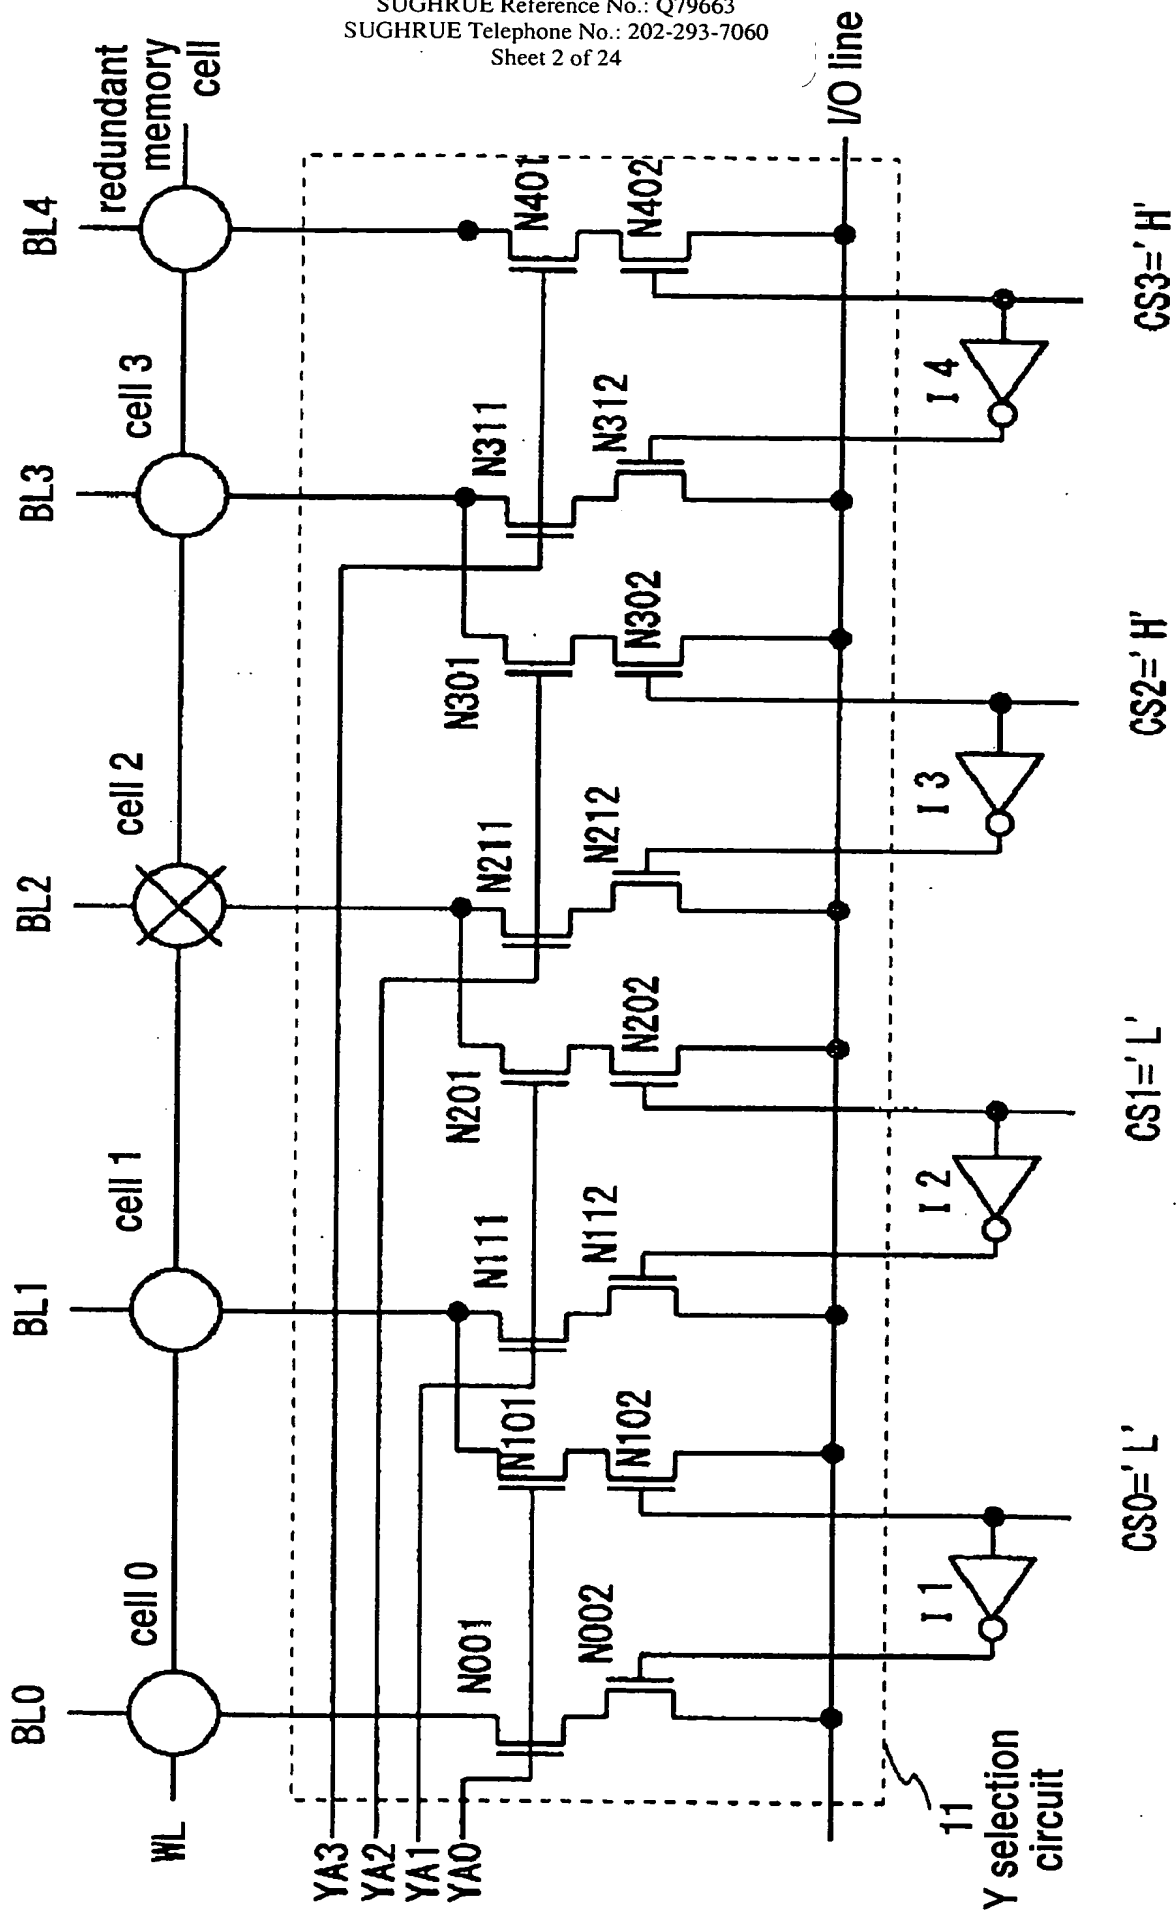 SUGHRUE Reference No.: Q79663
SUGHRUE Telephone No.: 202-293-7060
Sheet 2 of 24
BL0
BL1
BL2
BL3
BL4
cell 0
cell 1
cell 2
cell 3
redundant
memory
cell
WL
YA3
YA2
YA1
YA0
N001
N002
N101
N102
N111
N112
N201
N202
N211
N212
N301
N302
N311
N312
N401
N402
I/O line
I 1
I 2
I 3
I 4
11
Y selection
circuit
CS0='L'
CS1='L'
CS2='H'
CS3='H'